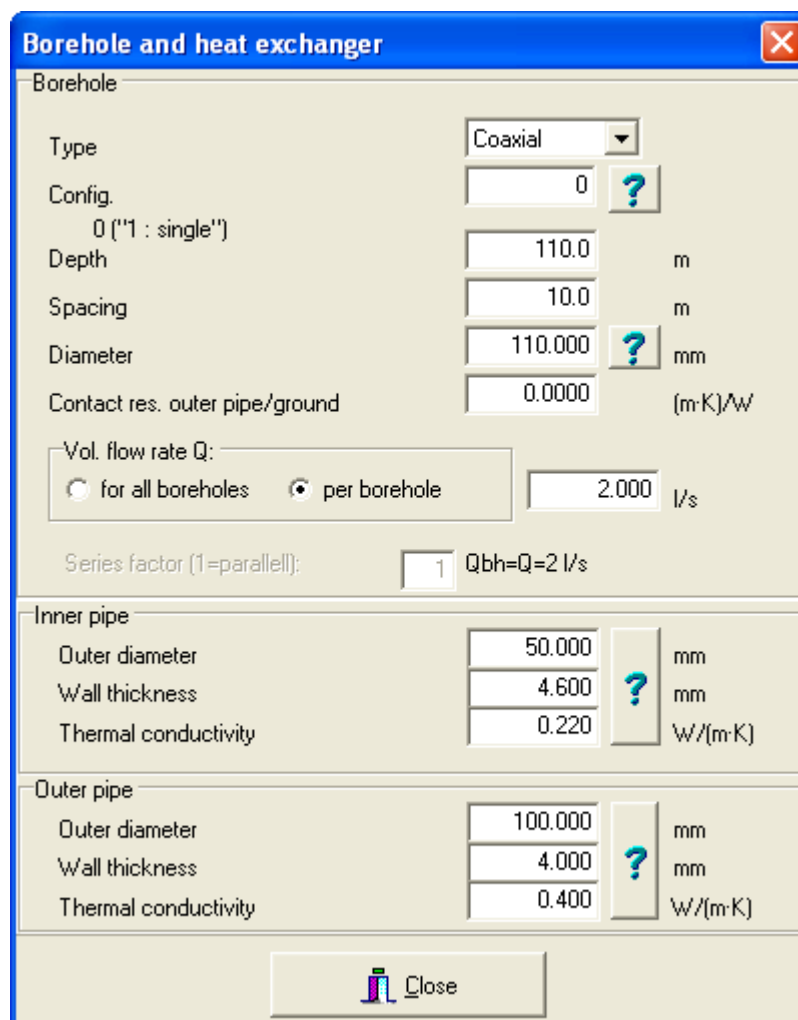 Borehole and heat exchanger
Borehole
Type Coaxial
Config. 0 ?
0 ("1 : single")
Depth 110.0 m
Spacing 10.0 m
Diameter 110.000 ? mm
Contact res. outer pipe/ground 0.0000 (m·K)/W
Vol. flow rate Q:
for all boreholes per borehole 2.000 l/s
Series factor (1=parallell): 1 Qbh=Q=2 l/s
Inner pipe
Outer diameter 50.000 mm
Wall thickness 4.600 ? mm
Thermal conductivity 0.220 W/(m·K)
Outer pipe
Outer diameter 100.000 mm
Wall thickness 4.000 ? mm
Thermal conductivity 0.400 W/(m·K)
Close